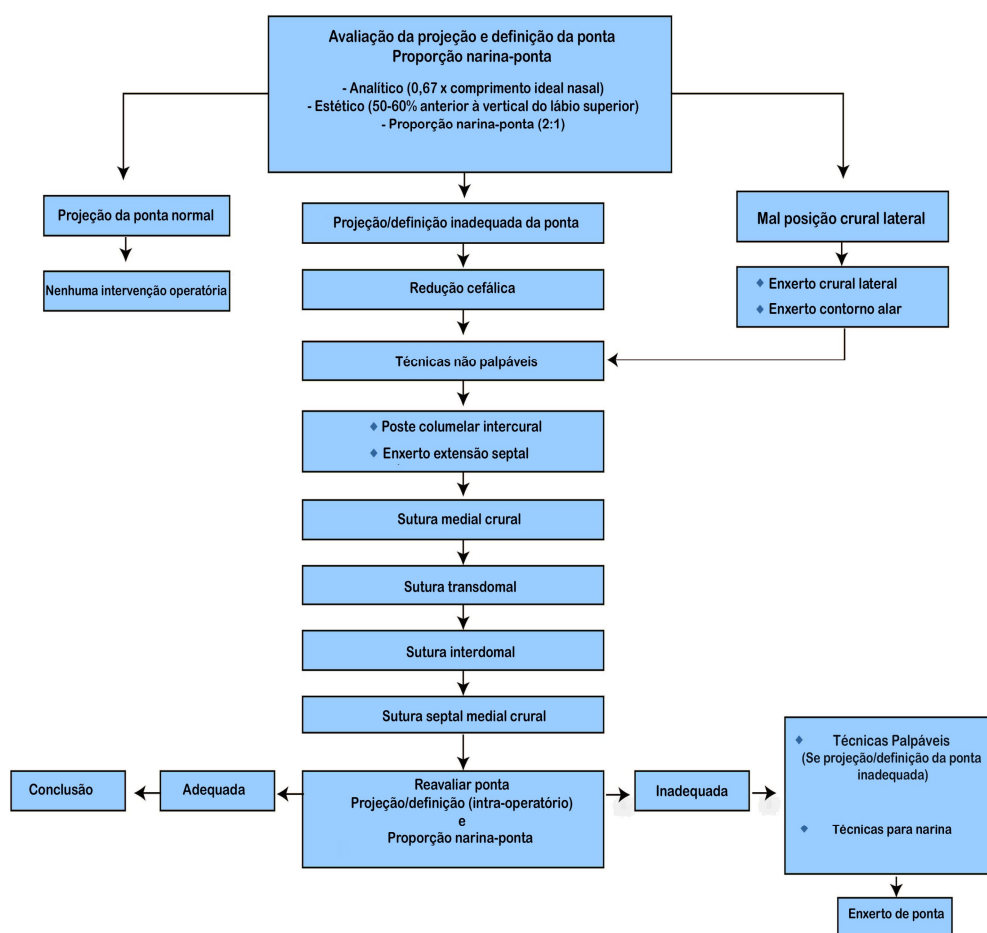 Avaliação da projeção e definição da ponta
Proporção narina-ponta
- Analítico (0,67 x comprimento ideal nasal)
- Estético (50-60% anterior à vertical do lábio superior)
- Proporção narina-ponta (2:1)
Projeção da ponta normal
Nenhuma intervenção operatória
Projeção/definição inadequada da ponta
Redução cefálica
Mal posição crural lateral
Enxerto crural lateral
Enxerto contorno alar
Técnicas não palpáveis
Poste columelar intercural
Enxerto extensão septal
Sutura medial crural
Sutura transdomal
Sutura interdomal
Sutura septal medial crural
Reavaliar ponta
Projeção/definição (intra-operatório)
e
Proporção narina-ponta
Adequada
Conclusão
Inadequada
Técnicas Palpáveis
(Se projeção/definição da ponta
inadequada)
Técnicas para narina
Enxerto de ponta